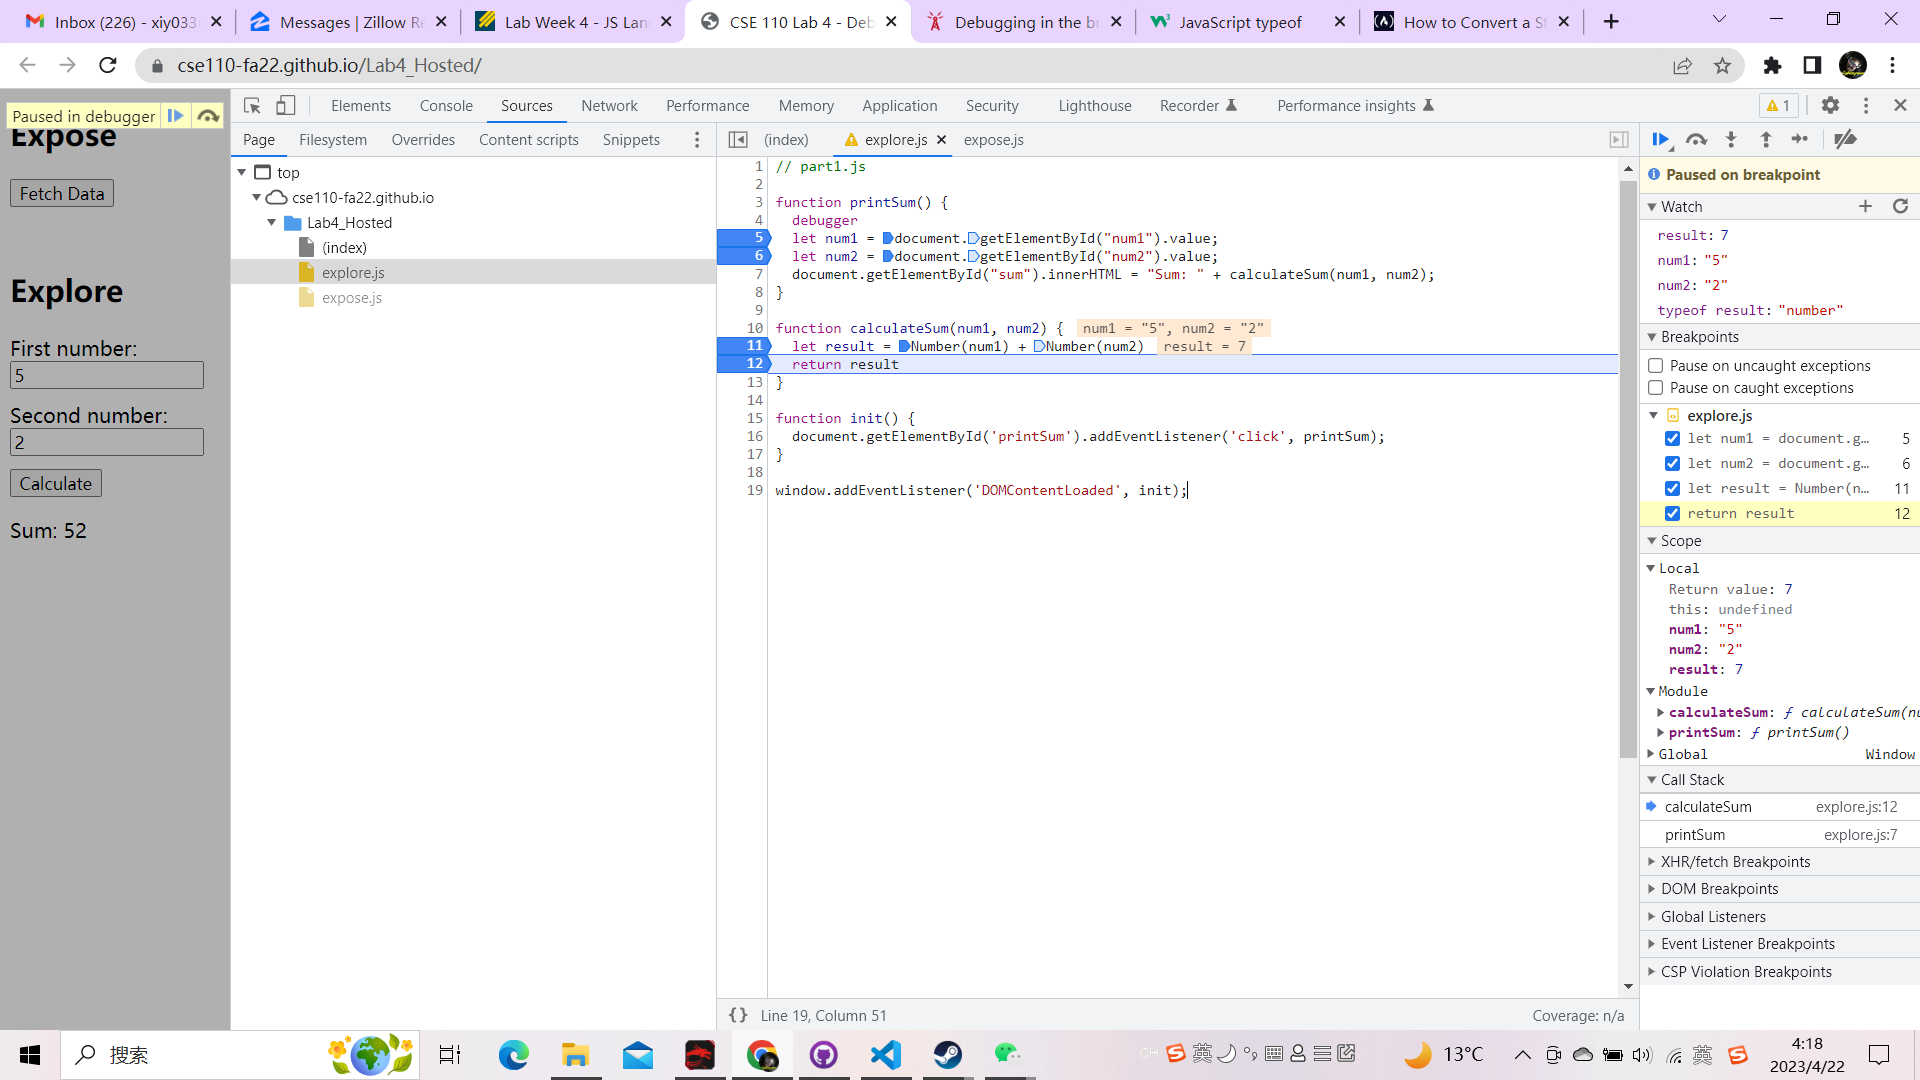 Inbox (226) - xiy033
Messages | Zillow Re
Lab Week 4 - JS Lan
CSE 110 Lab 4 - Deb
Debugging in the br
JavaScript typeof
How to Convert a St
cse110-fa22.github.io/Lab4_Hosted/
Paused in debugger
Expose
Fetch Data
Explore
First number:
5
Second number:
2
Calculate
Sum: 52
Elements Console Sources Network Performance Memory Application Security Lighthouse Recorder Performance insights 1
Page Filesystem Overrides Content scripts Snippets
top
cse110-fa22.github.io
Lab4_Hosted
(index)
explore.js
expose.js
(index) explore.js expose.js
1 // part1.js
2
3 function printSum() {
4 debugger
5 let num1 = document.getElementById("num1").value;
6 let num2 = document.getElementById("num2").value;
7 document.getElementById("sum").innerHTML = "Sum: " + calculateSum(num1, num2);
8 }
9
10 function calculateSum(num1, num2) { num1 = "5", num2 = "2"
11 let result = Number(num1) + Number(num2) result = 7
12 return result
13 }
14
15 function init() {
16 document.getElementById('printSum').addEventListener('click', printSum);
17 }
18
19 window.addEventListener('DOMContentLoaded', init);
{} Line 19, Column 51
Coverage: n/a
Paused on breakpoint
Watch
result: 7
num1: "5"
num2: "2"
typeof result: "number"
Breakpoints
Pause on uncaught exceptions
Pause on caught exceptions
explore.js
let num1 = document.g… 5
let num2 = document.g… 6
let result = Number(n… 11
return result 12
Scope
Local
Return value: 7
this: undefined
num1: "5"
num2: "2"
result: 7
Module
calculateSum: ƒ calculateSum(nu
printSum: ƒ printSum()
Global Window
Call Stack
calculateSum explore.js:12
printSum explore.js:7
XHR/fetch Breakpoints
DOM Breakpoints
Global Listeners
Event Listener Breakpoints
CSP Violation Breakpoints
搜索
CH
英
13°C
英
4:18
2023/4/22